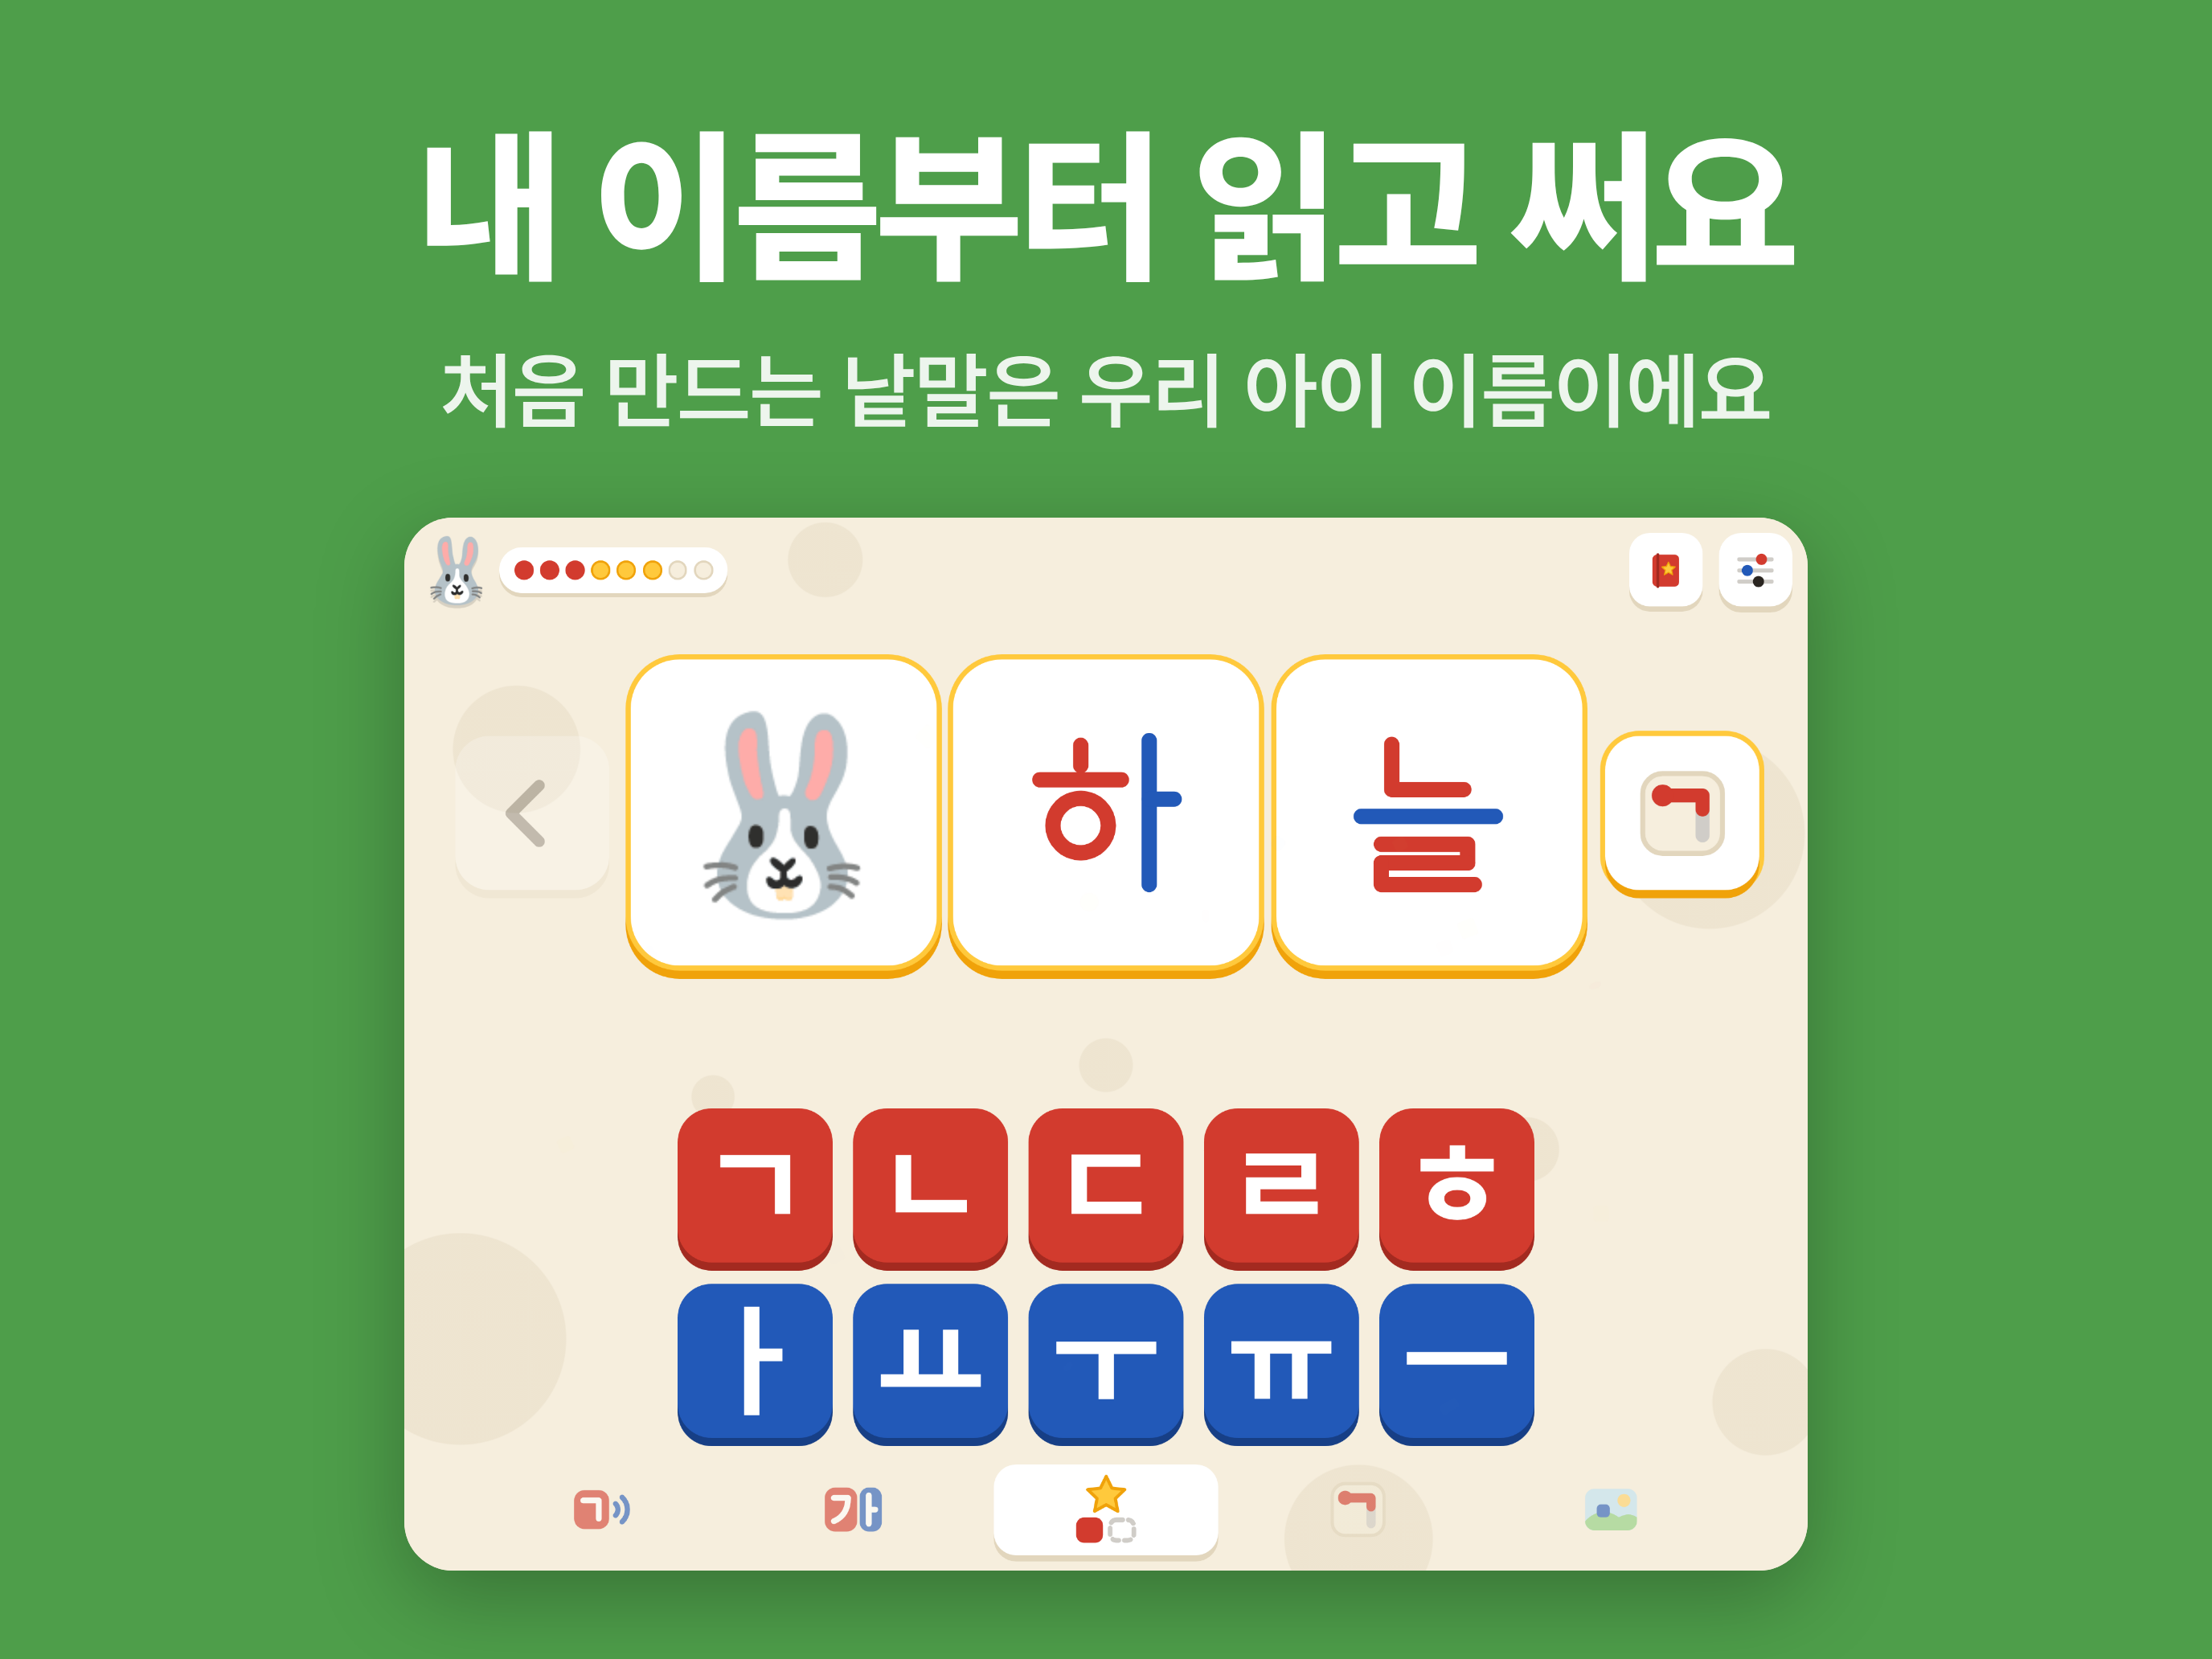 내 이름부터 읽고 써요
처음 만드는 낱말은 우리 아이 이름이에요
하 늘
ㄱ
ㄱ ㄴ ㄷ ㄹ ㅎ
ㅏ ㅛ ㅜ ㅠ ㅡ
ㄱ 가 ㄱ